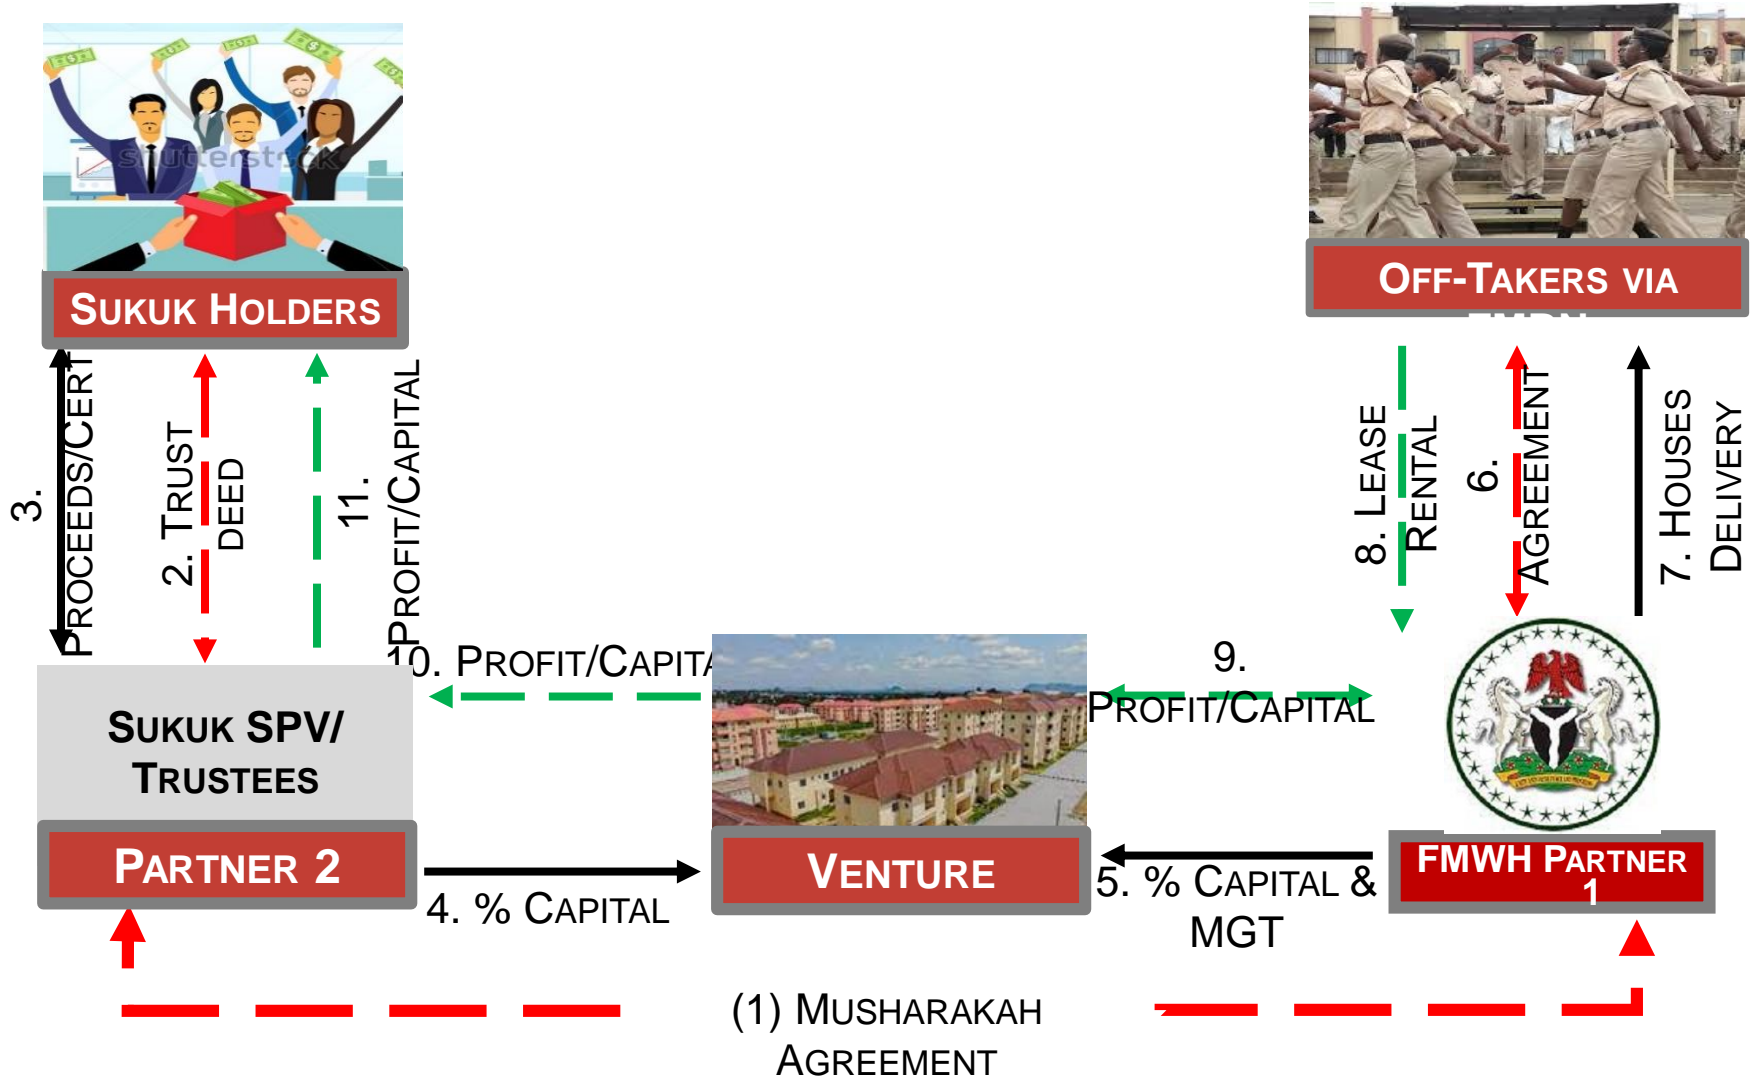 shutterstock
SUKUK HOLDERS
OFF-TAKERS VIA
3.
PROCEEDS/CERT
2. TRUST
DEED
11.
PROFIT/CAPITAL
8. LEASE
RENTAL
6.
AGREEMENT
7. HOUSES
DELIVERY
10. PROFIT/CAPITA
9.
PROFIT/CAPITAL
SUKUK SPV/
TRUSTEES
PARTNER 2
VENTURE
FMWH PARTNER
1
4. % CAPITAL
5. % CAPITAL &
MGT
(1) MUSHARAKAH
AGREEMENT